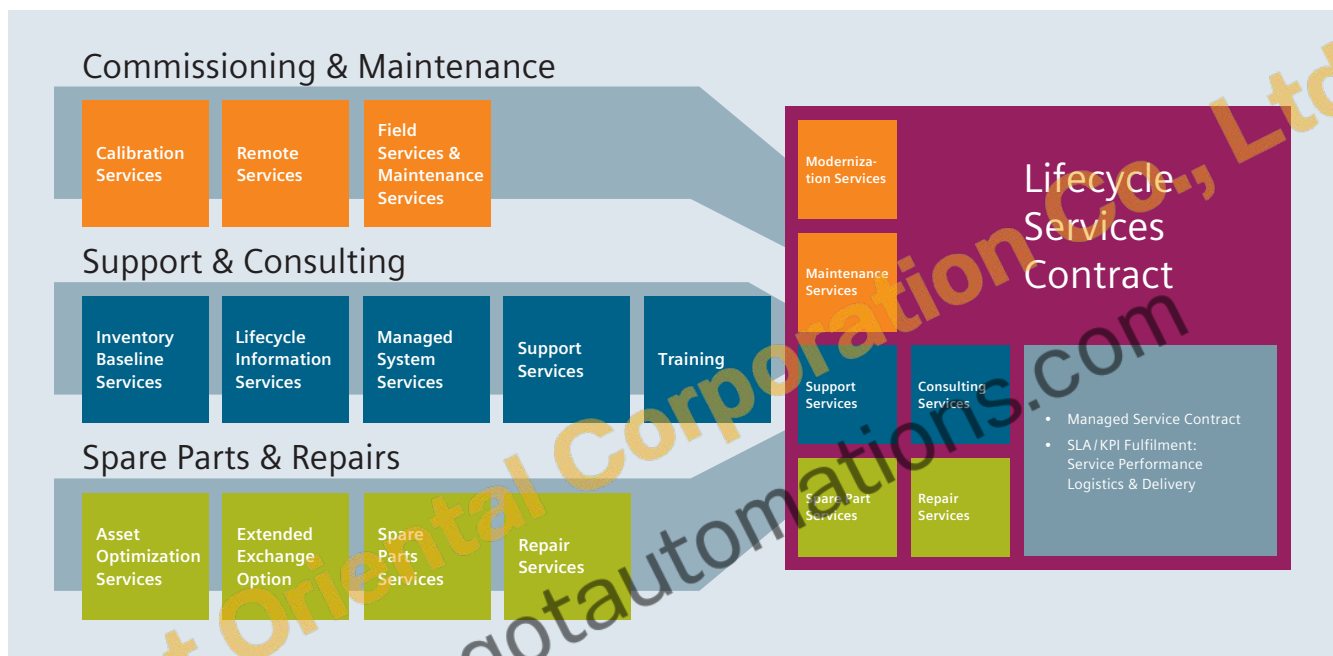 Commissioning & Maintenance
Calibration
Services
Remote
Services
Field
Services &
Maintenance
Services
Support & Consulting
Inventory
Baseline
Services
Lifecycle
Information
Services
Managed
System
Services
Support
Services
Training
Spare Parts & Repairs
Asset
Optimization
Services
Extended
Exchange
Option
Spare
Parts
Services
Repair
Services
Moderniza-
tion Services
Maintenance
Services
Support
Services
Consulting
Services
Spare Part
Services
Repair
Services
Lifecycle
Services
Contract
• Managed Service Contract
• SLA/KPI Fulfilment:
Service Performance
Logistics & Delivery
t Oriental Corporation Co., Ltd
gotautomations.com